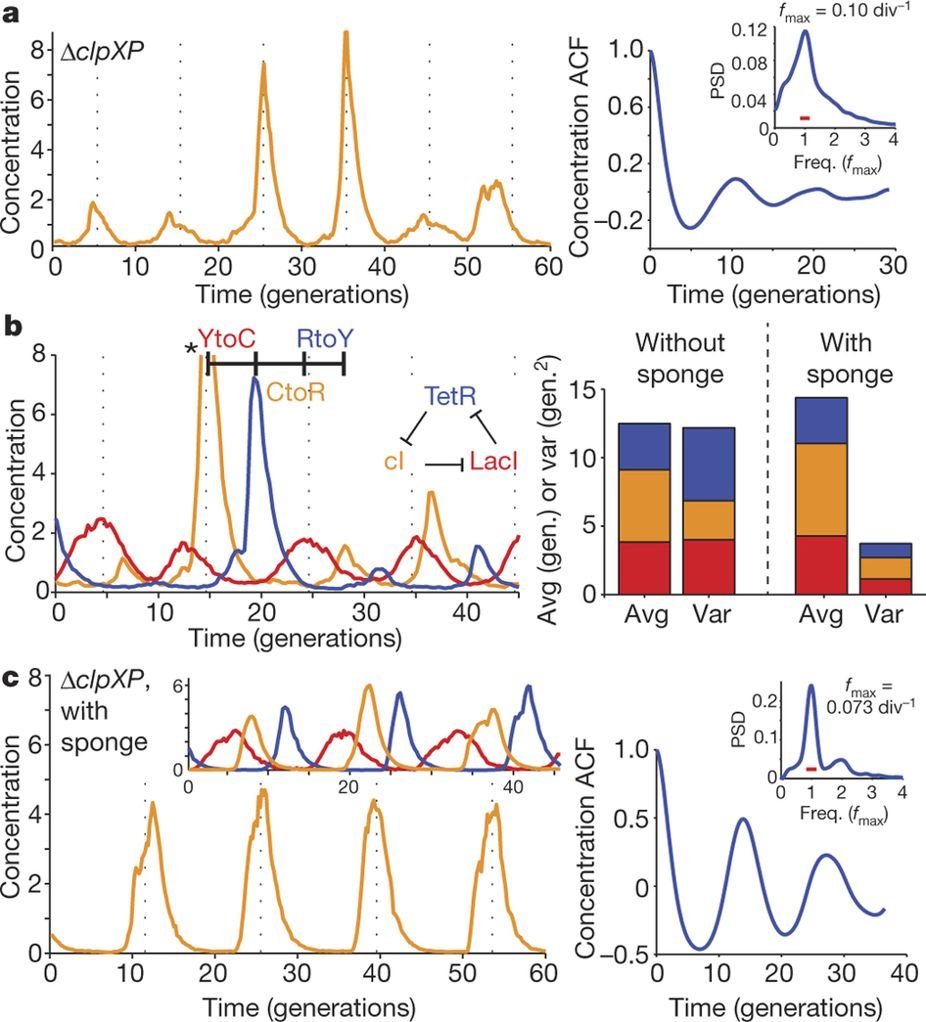 a
ΔclpXP
Concentration
8
6
4
2
0
0 10 20 30 40 50 60
Time (generations)
Concentration ACF
1.0
0.6
0.2
−0.2
0 10 20 30
Time (generations)
fmax = 0.10 div−1
PSD
0.12
0.08
0.04
0
0 1 2 3 4
Freq. (fmax)
b
Concentration
8
6
4
2
0
* YtoC RtoY
CtoR
TetR
cI LacI
0 10 20 30 40
Time (generations)
Avg (gen.) or var (gen.2)
15
10
5
0
Without
sponge
With
sponge
Avg Var Avg Var
c
ΔclpXP,
with
sponge
Concentration
8
6
4
2
0
6
0
0 20 40
0 10 20 30 40 50 60
Time (generations)
Concentration ACF
1.0
0.5
0
−0.5
0 10 20 30 40
Time (generations)
fmax =
0.073 div−1
PSD
0.2
0.1
0
0 1 2 3 4
Freq. (fmax)